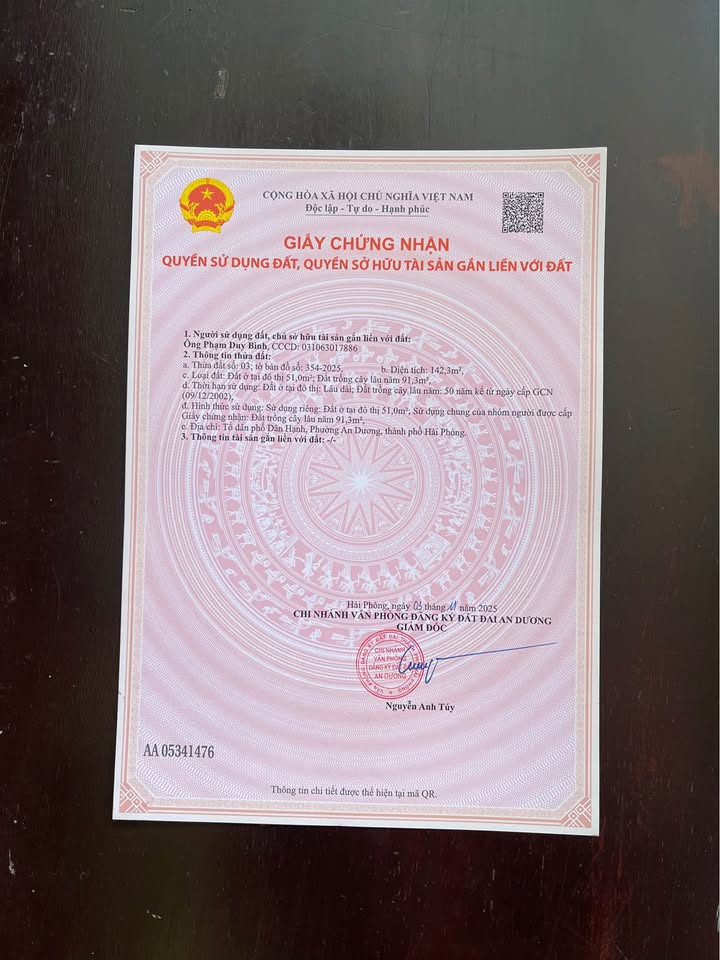 CỘNG HÒA XÃ HỘI CHỦ NGHĨA VIỆT NAM
Độc lập - Tự do - Hạnh phúc
GIẤY CHỨNG NHẬN
QUYỀN SỬ DỤNG ĐẤT, QUYỀN SỞ HỮU TÀI SẢN GẮN LIỀN VỚI ĐẤT
1. Người sử dụng đất, chủ sở hữu tài sản gắn liền với đất:
Ông Phạm Duy Bình, CCCD: 031063017886
2. Thông tin thửa đất:
a. Thửa đất số: 03; tờ bản đồ số: 354-2025, b. Diện tích: 142,3m²,
c. Loại đất: Đất ở tại đô thị 51,0m²; Đất trồng cây lâu năm 91,3m²,
d. Thời hạn sử dụng: Đất ở tại đô thị: Lâu dài; Đất trồng cây lâu năm: 50 năm kể từ ngày cấp GCN
(09/12/2002),
đ. Hình thức sử dụng: Sử dụng riêng: Đất ở tại đô thị 51,0m², Sử dụng chung của nhóm người được cấp
Giấy chứng nhận: Đất trồng cây lâu năm 91,3m²,
e. Địa chỉ: Tổ dân phố Dân Hạnh, Phường An Dương, thành phố Hải Phòng.
3. Thông tin tài sản gắn liền với đất: -/-
Hải Phòng, ngày 03 tháng 11 năm 2025
CHI NHÁNH VĂN PHÒNG ĐĂNG KÝ ĐẤT ĐAI AN DƯƠNG
GIÁM ĐỐC
CHI NHÁNH
VĂN PHÒNG
ĐĂNG KÝ ĐẤT
AN DƯƠNG
Nguyễn Anh Túy
AA 05341476
Thông tin chi tiết được thể hiện tại mã QR.